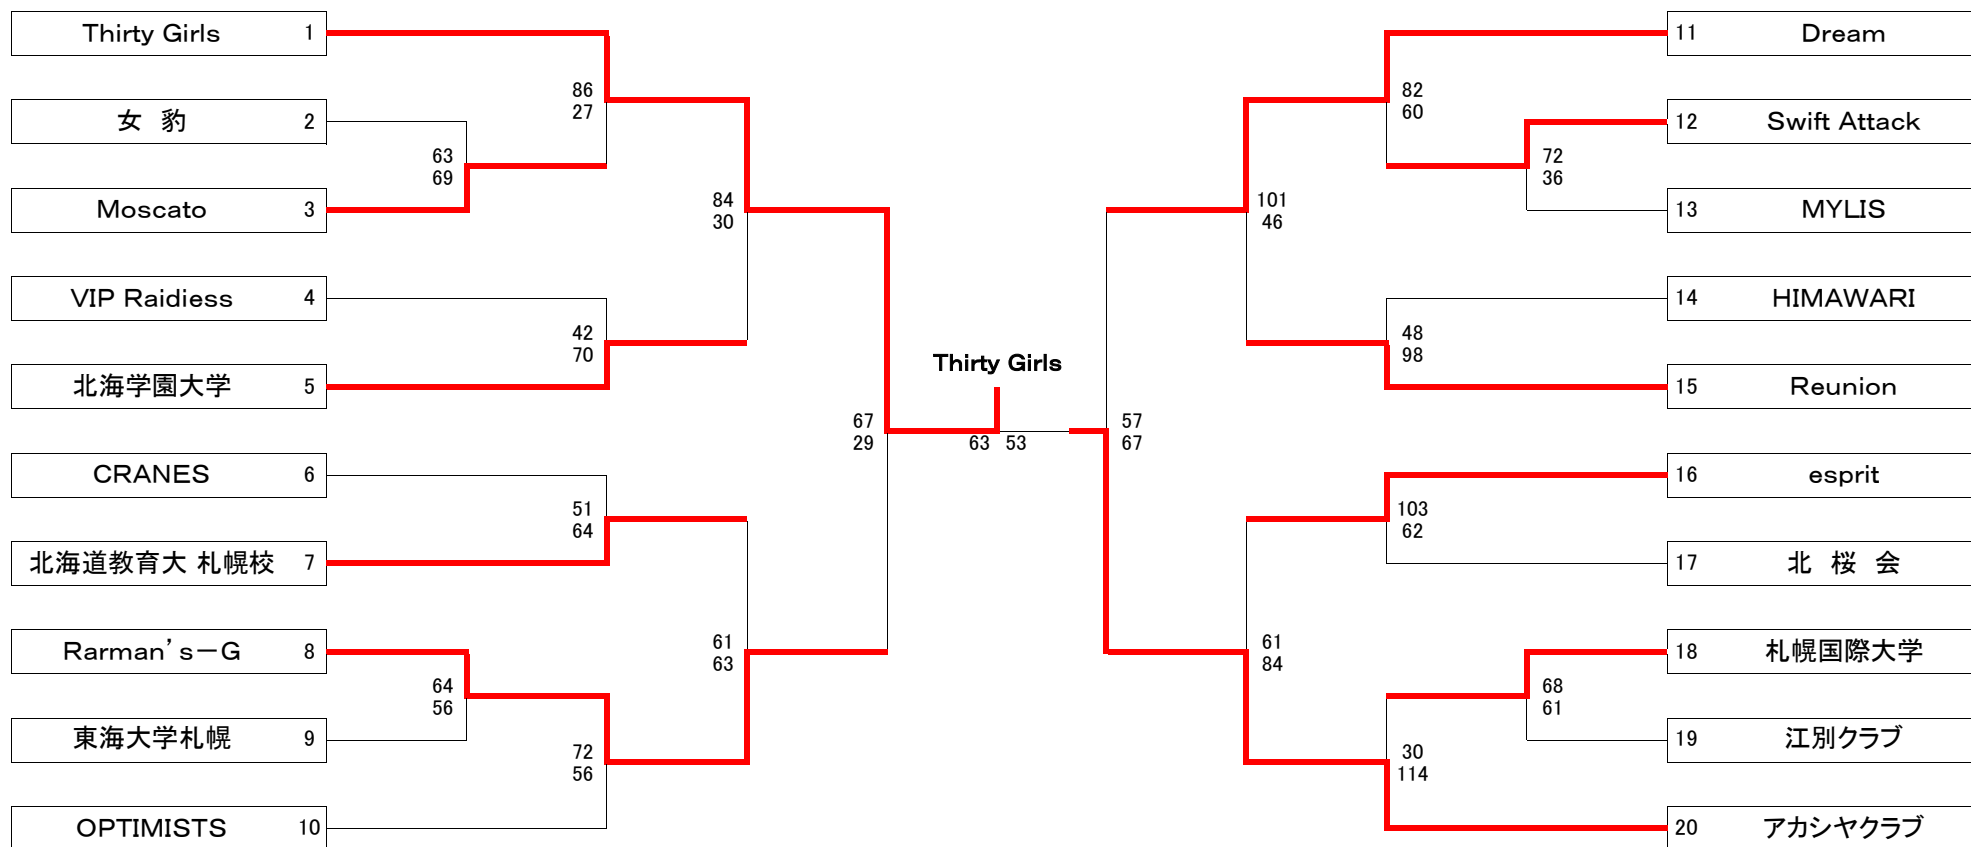 Thirty Girls 1
11 Dream
86
27
82
60
女 豹 2
12 Swift Attack
63
69
72
36
Moscato 3
13 MYLIS
84
30
101
46
VIP Raidiess 4
14 HIMAWARI
42
70
48
98
Thirty Girls
北海学園大学 5
15 Reunion
67
29
63 53
57
67
CRANES 6
16 esprit
51
64
103
62
北海道教育大 札幌校 7
17 北 桜 会
Rarman’s－G 8
18 札幌国際大学
61
63
61
84
64
56
68
61
東海大学札幌 9
19 江別クラブ
72
56
30
114
OPTIMISTS 10
20 アカシヤクラブ